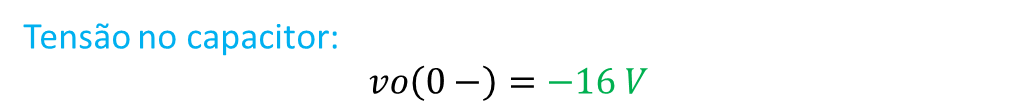 Tensão no capacitor:
vo(0 −) = −16 V